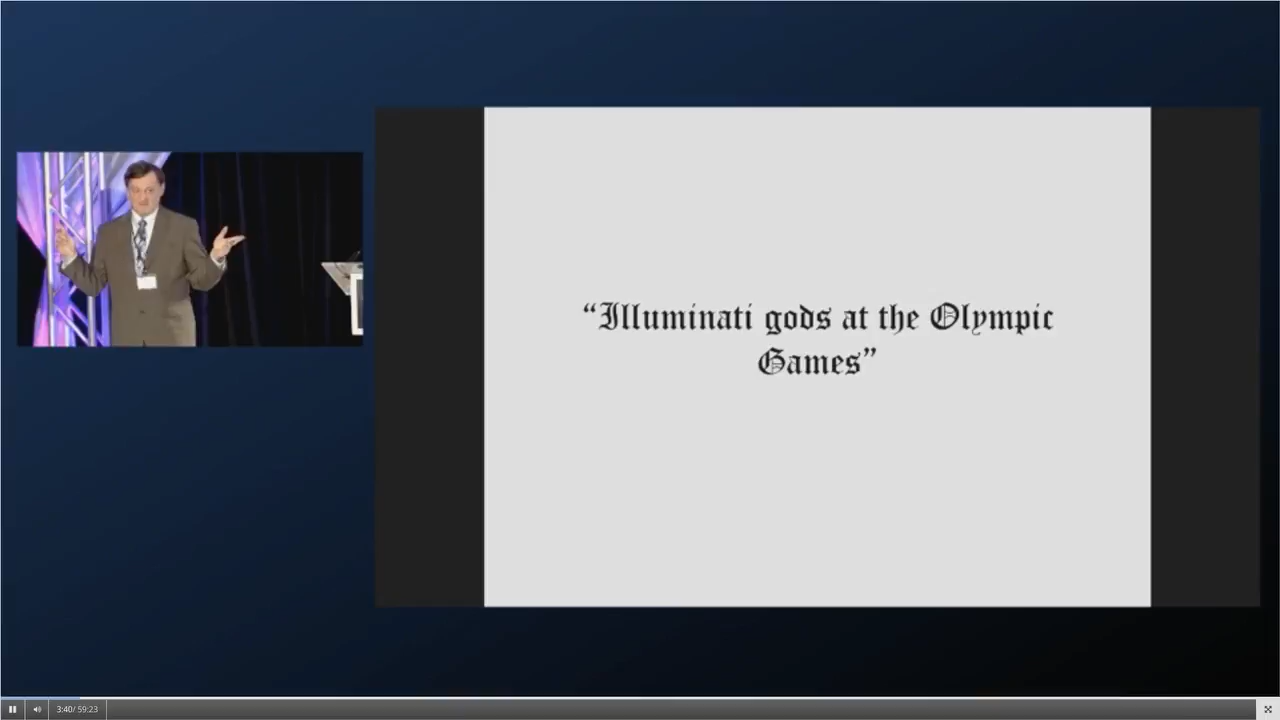 “Illuminati gods at the Olympic
Games”
3:40/ 59:23